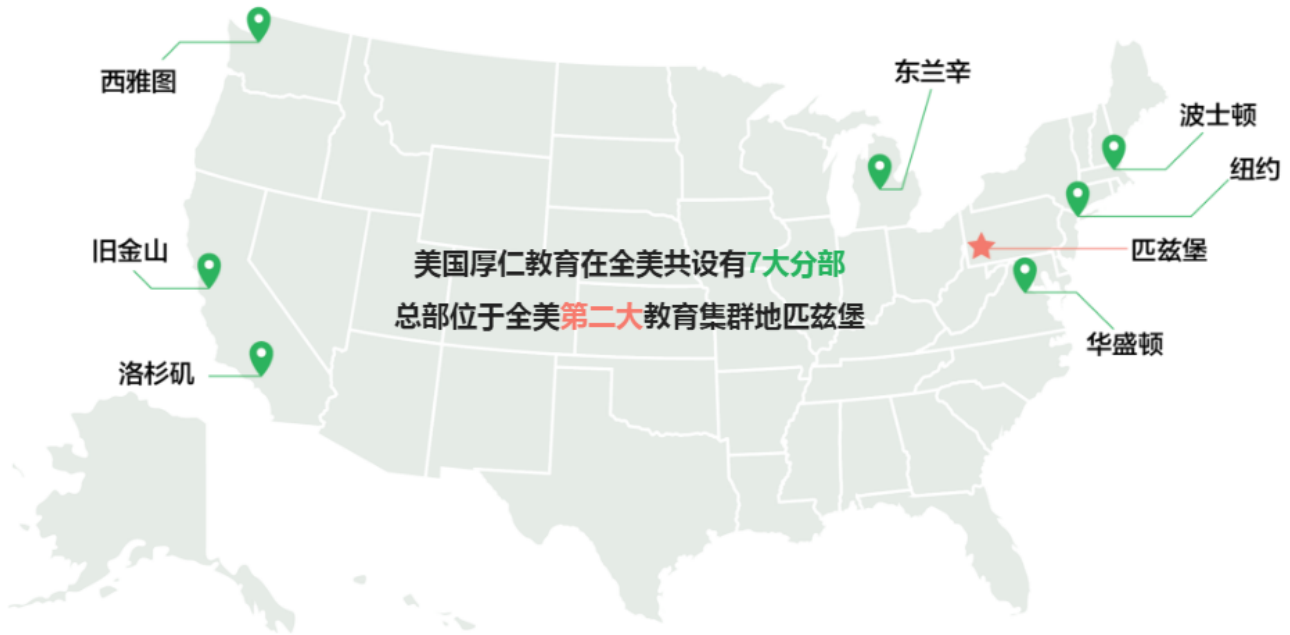 西雅图
东兰辛
波士顿
纽约
旧金山
匹兹堡
美国厚仁教育在全美共设有7大分部
总部位于全美第二大教育集群地匹兹堡
华盛顿
洛杉矶